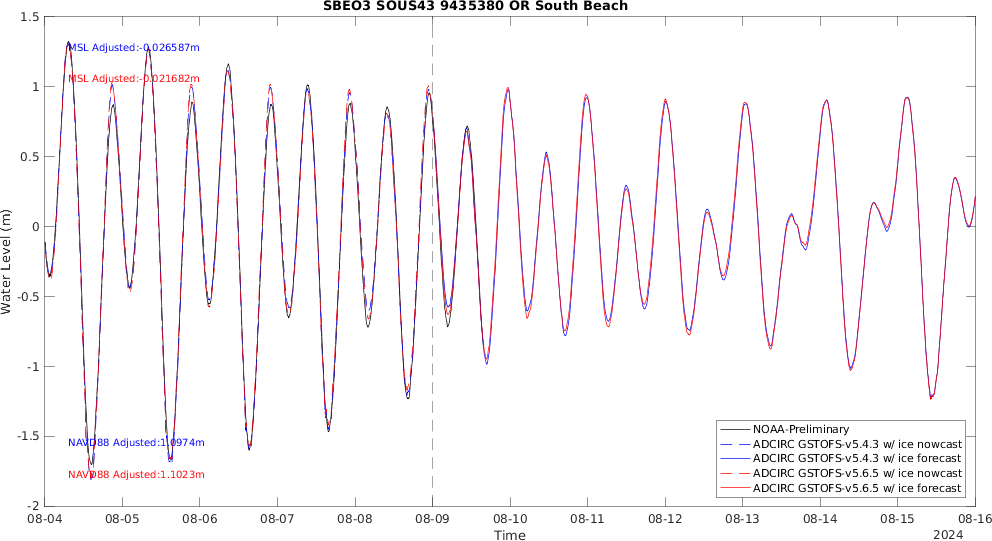 SBEO3 SOUS43 9435380 OR South Beach
1.5
1
0.5
0
-0.5
-1
-1.5
-2
Water Level (m)
MSL Adjusted:-0.026587m
MSL Adjusted:-0.021682m
NAVD88 Adjusted:1.0974m
NAVD88 Adjusted:1.1023m
NOAA-Preliminary
ADCIRC GSTOFS-v5.4.3 w/ ice nowcast
ADCIRC GSTOFS-v5.4.3 w/ ice forecast
ADCIRC GSTOFS-v5.6.5 w/ ice nowcast
ADCIRC GSTOFS-v5.6.5 w/ ice forecast
08-04 08-05 08-06 08-07 08-08 08-09 08-10 08-11 08-12 08-13 08-14 08-15 08-16
Time
2024